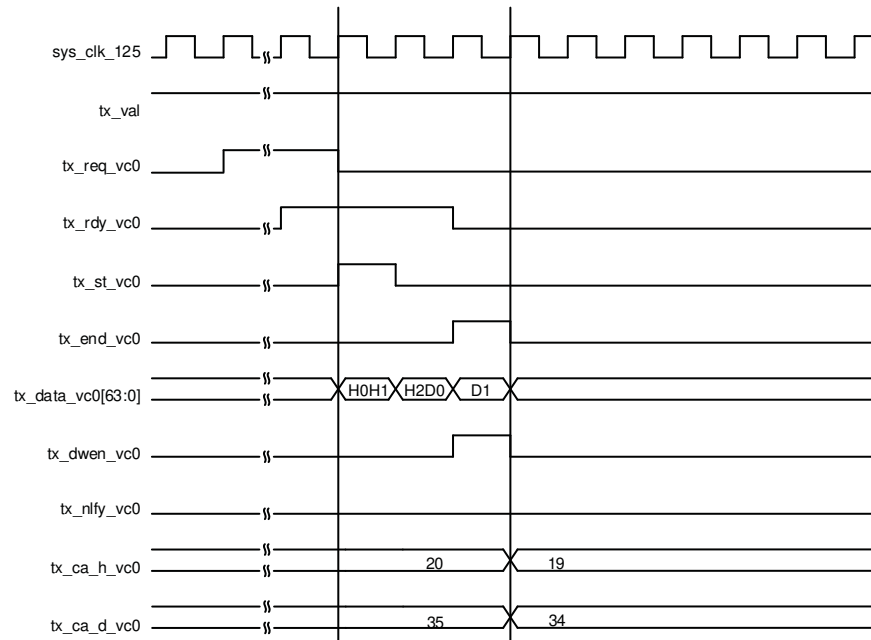 sys_clk_125
tx_val
tx_req_vc0
tx_rdy_vc0
tx_st_vc0
tx_end_vc0
tx_data_vc0[63:0] H0H1 H2D0 D1
tx_dwen_vc0
tx_nlfy_vc0
tx_ca_h_vc0 20 19
tx_ca_d_vc0 35 34